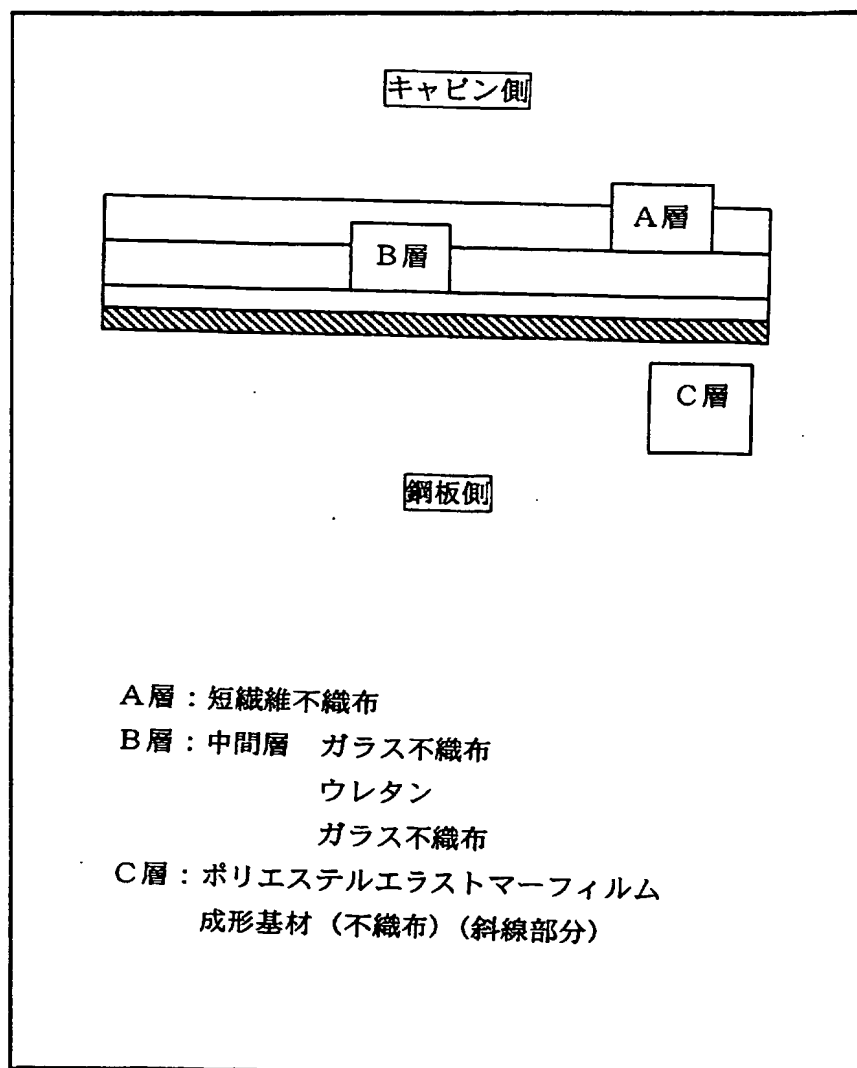 キャビン側
A層
B層
C層
鋼板側
A層：短繊維不織布
B層：中間層　ガラス不織布
ウレタン
ガラス不織布
C層：ポリエステルエラストマーフィルム
成形基材（不織布）（斜線部分）